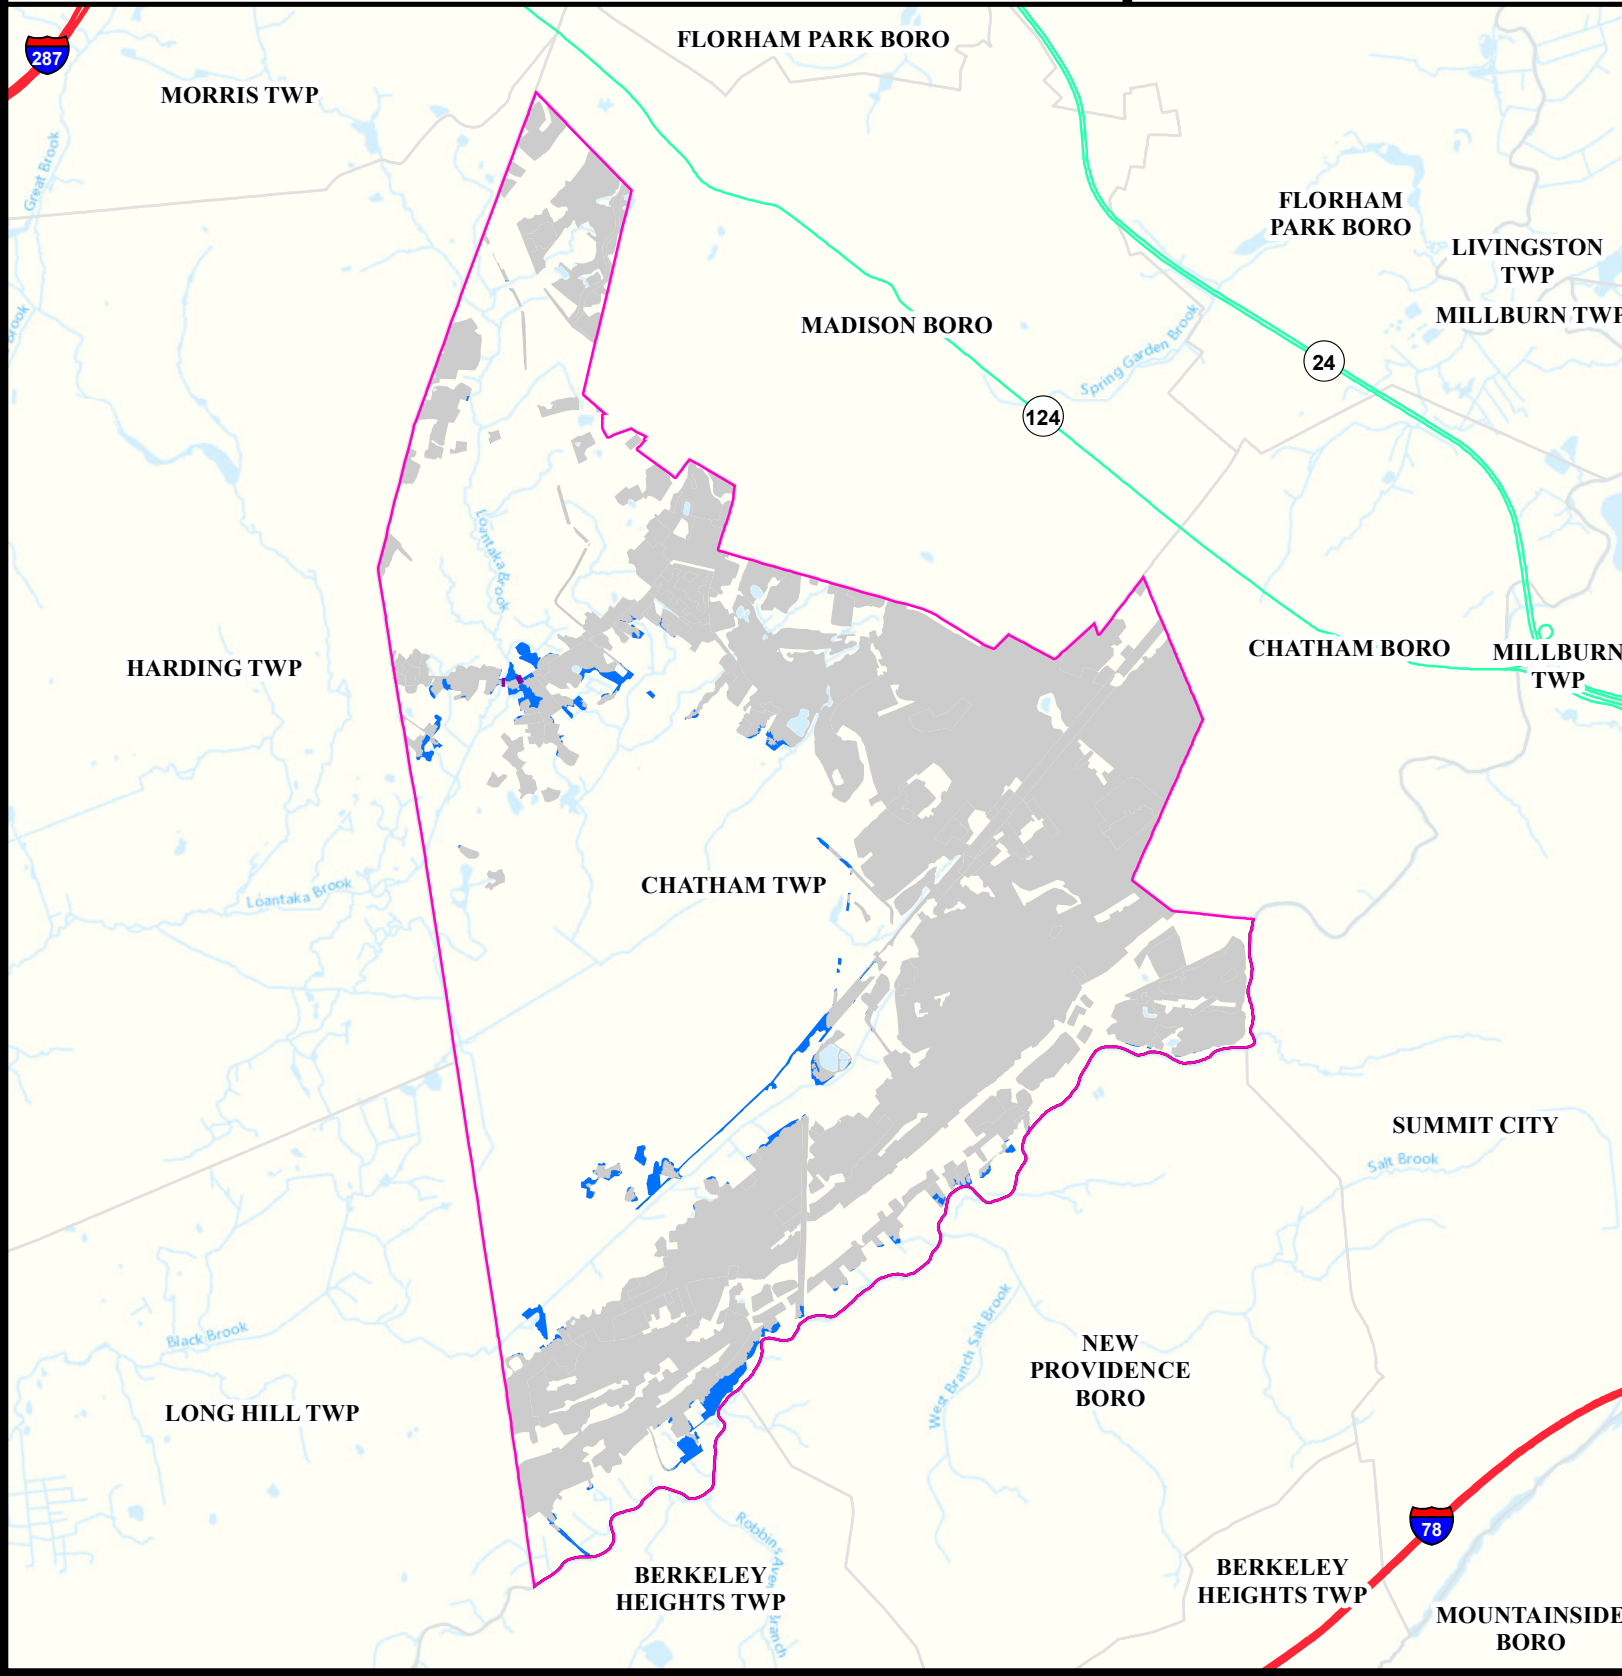 FLORHAM PARK BORO
287
MORRIS TWP
Great Brook
FLORHAM
PARK BORO
LIVINGSTON
TWP
MILLBURN TWP
Brook
MADISON BORO
Spring Garden Brook
24
124
Loantaka Brook
HARDING TWP
CHATHAM BORO
MILLBURN
TWP
CHATHAM TWP
Loantaka Brook
SUMMIT CITY
Salt Brook
Black Brook
West Branch Salt Brook
NEW
PROVIDENCE
BORO
LONG HILL TWP
78
Robbins Ave Branch
BERKELEY
HEIGHTS TWP
BERKELEY
HEIGHTS TWP
MOUNTAINSIDE
BORO